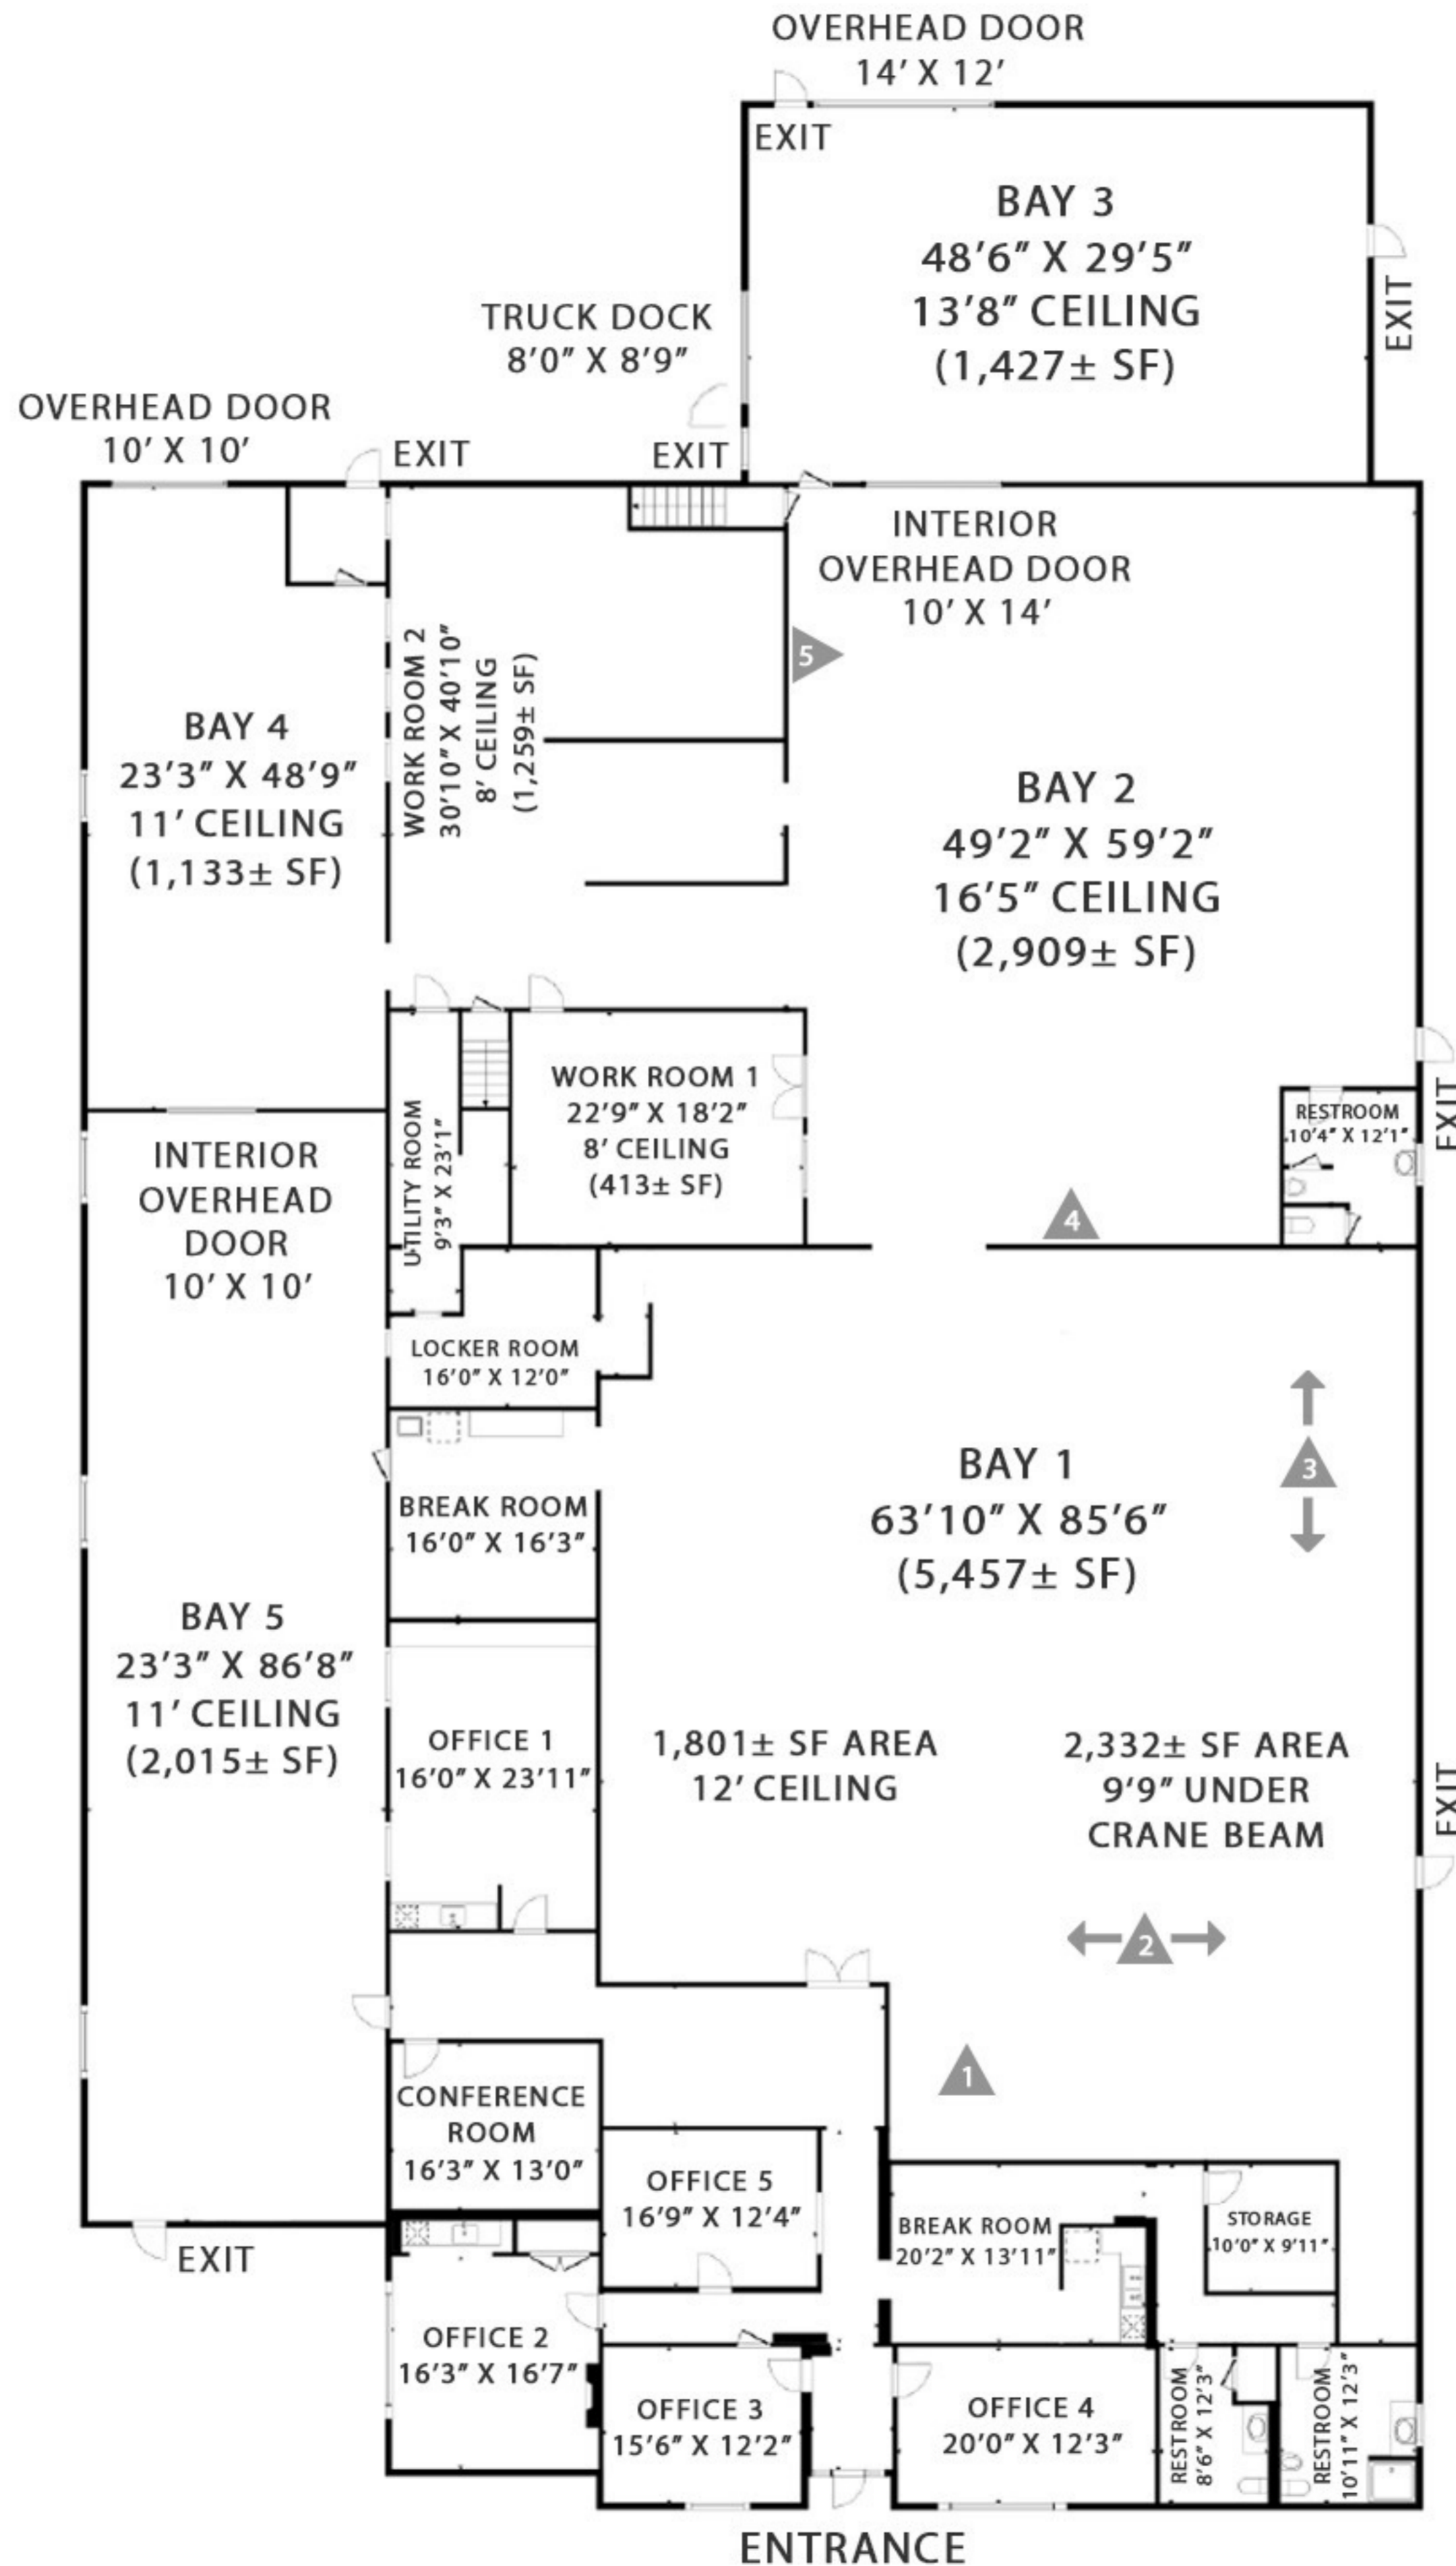 OVERHEAD DOOR
14' X 12'
EXIT
BAY 3
48'6" X 29'5"
13'8" CEILING
(1,427± SF)
EXIT
TRUCK DOCK
8'0" X 8'9"
OVERHEAD DOOR
10' X 10'
EXIT
EXIT
INTERIOR
OVERHEAD DOOR
10' X 14'
5
WORK ROOM 2
30'10" X 40'10"
8' CEILING
(1,259± SF)
BAY 4
23'3" X 48'9"
11' CEILING
(1,133± SF)
BAY 2
49'2" X 59'2"
16'5" CEILING
(2,909± SF)
WORK ROOM 1
22'9" X 18'2"
8' CEILING
(413± SF)
UTILITY ROOM
9'3" X 23'1"
RESTROOM
10'4" X 12'1"
EXIT
INTERIOR
OVERHEAD
DOOR
10' X 10'
4
LOCKER ROOM
16'0" X 12'0"
BAY 1
63'10" X 85'6"
(5,457± SF)
3
BREAK ROOM
16'0" X 16'3"
BAY 5
23'3" X 86'8"
11' CEILING
(2,015± SF)
OFFICE 1
16'0" X 23'11"
1,801± SF AREA
12' CEILING
2,332± SF AREA
9'9" UNDER
CRANE BEAM
EXIT
2
1
CONFERENCE
ROOM
16'3" X 13'0"
OFFICE 5
16'9" X 12'4"
BREAK ROOM
20'2" X 13'11"
STORAGE
10'0" X 9'11"
EXIT
OFFICE 2
16'3" X 16'7"
OFFICE 3
15'6" X 12'2"
OFFICE 4
20'0" X 12'3"
RESTROOM
8'6" X 12'3"
RESTROOM
10'11" X 12'3"
ENTRANCE